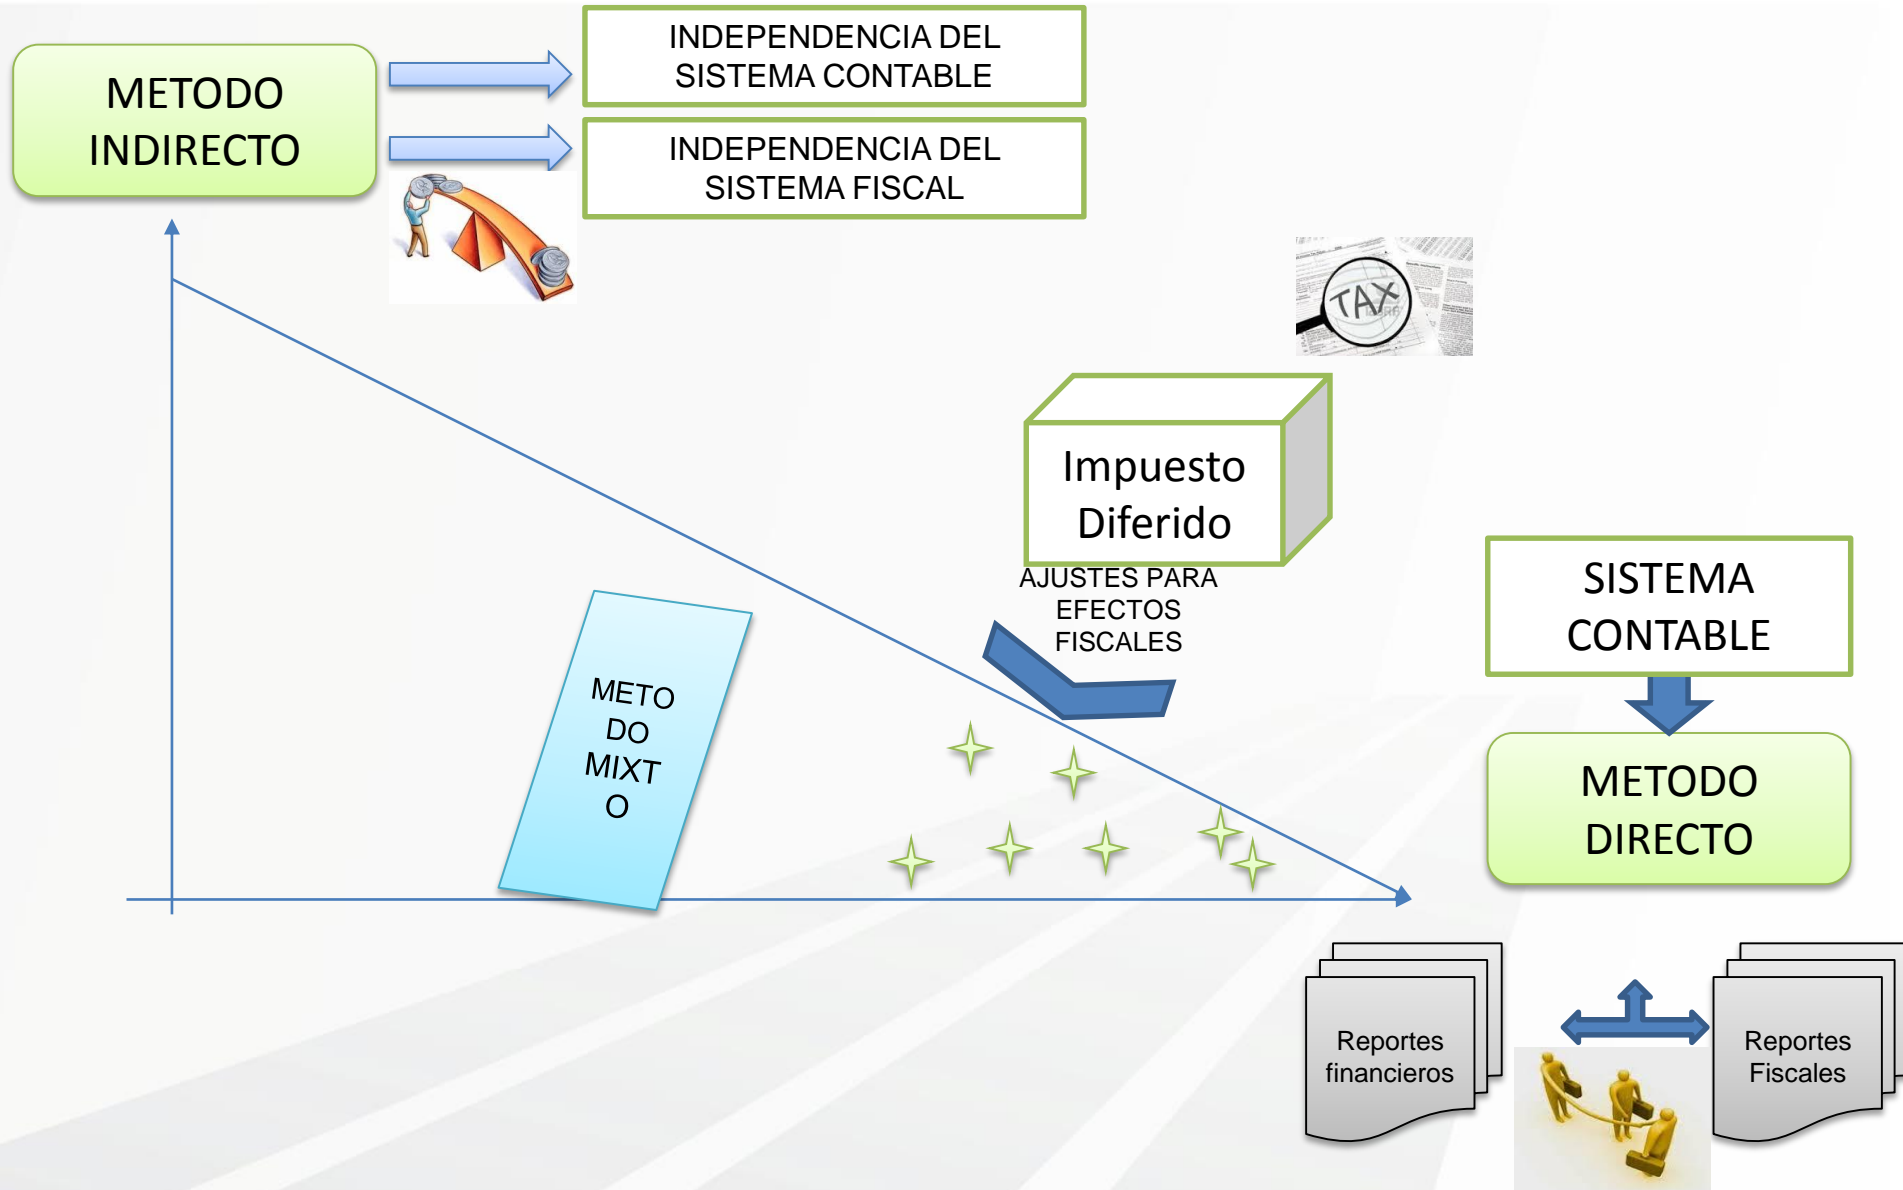 METODO
INDIRECTO
INDEPENDENCIA DEL
SISTEMA CONTABLE
INDEPENDENCIA DEL
SISTEMA FISCAL
TAX
Impuesto
Diferido
AJUSTES PARA
EFECTOS
FISCALES
METO
DO
MIXT
O
SISTEMA
CONTABLE
METODO
DIRECTO
Reportes
financieros
Reportes
Fiscales